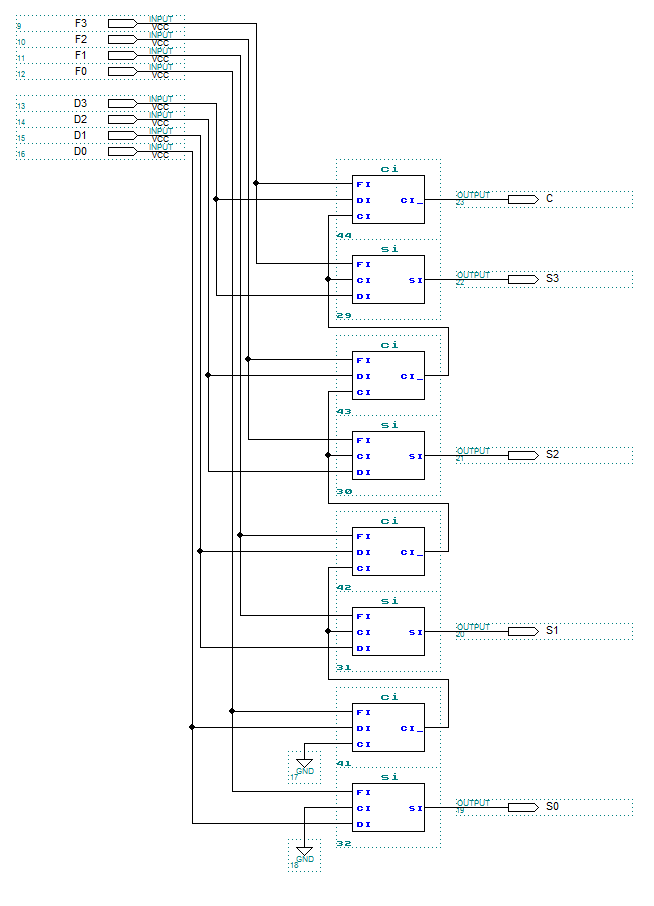 9 F3 INPUT VCC
10 F2 INPUT VCC
11 F1 INPUT VCC
12 F0 INPUT VCC
13 D3 INPUT VCC
14 D2 INPUT VCC
15 D1 INPUT VCC
16 D0 INPUT VCC
ci
FI
DI CI_
CI
44
OUTPUT
23
C
si
FI
CI SI
DI
29
OUTPUT
22
S3
ci
FI
DI CI_
CI
43
si
FI
CI SI
DI
30
OUTPUT
21
S2
ci
FI
DI CI_
CI
42
si
FI
CI SI
DI
31
OUTPUT
20
S1
ci
FI
DI CI_
CI
41
GND
17
si
FI
CI SI
DI
32
OUTPUT
19
S0
GND
18